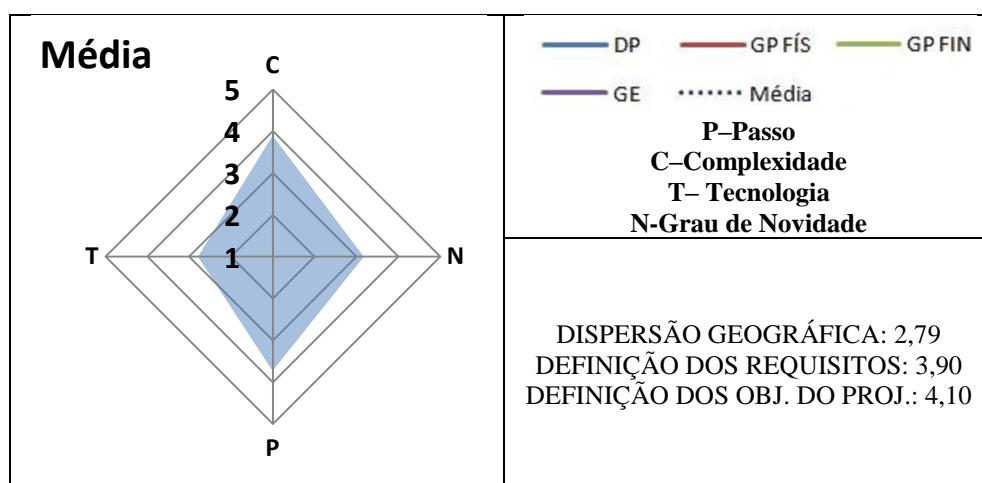 Média
C
5
4
3
2
1
T
N
P
DP GP FÍS GP FIN
GE Média
P–Passo
C–Complexidade
T– Tecnologia
N-Grau de Novidade
DISPERSÃO GEOGRÁFICA: 2,79
DEFINIÇÃO DOS REQUISITOS: 3,90
DEFINIÇÃO DOS OBJ. DO PROJ.: 4,10